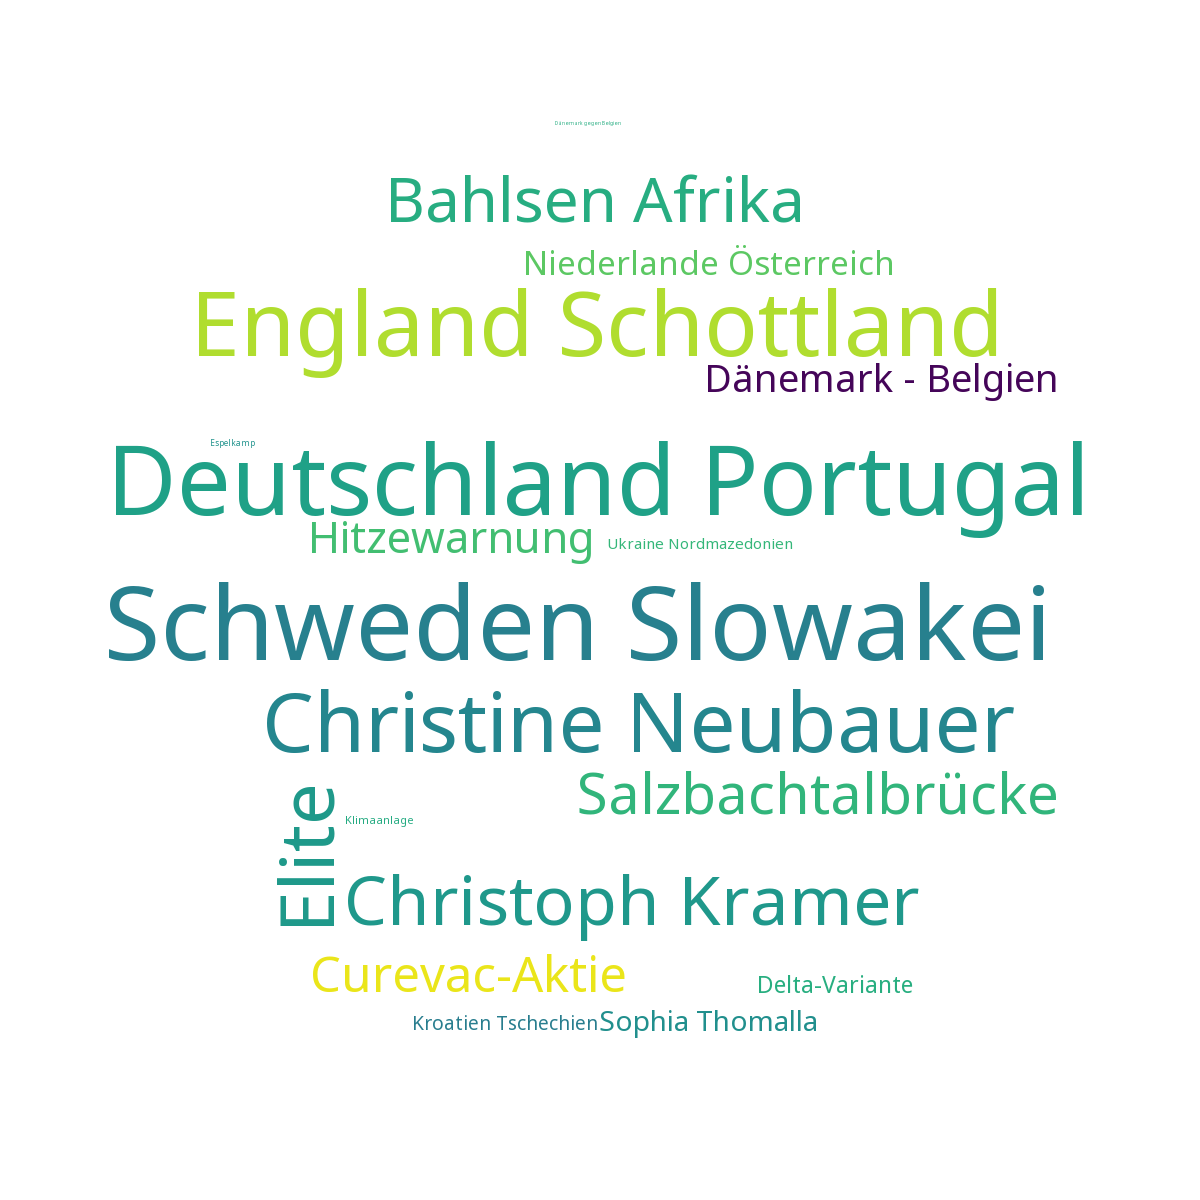 Dänemark gegen Belgien
Bahlsen Afrika
Niederlande Österreich
England Schottland
Dänemark - Belgien
Espelkamp
Deutschland Portugal
Hitzewarnung
Ukraine Nordmazedonien
Schweden Slowakei
Christine Neubauer
Salzbachtalbrücke
Elite
Klimaanlage
Christoph Kramer
Curevac-Aktie
Delta-Variante
Kroatien Tschechien
Sophia Thomalla